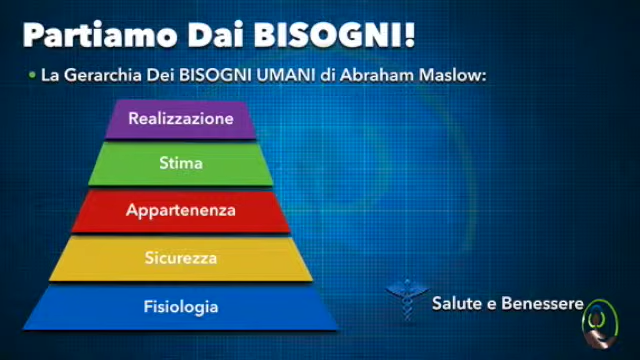 Partiamo Dai BISOGNI!
• La Gerarchia Dei BISOGNI UMANI di Abraham Maslow:
Realizzazione
Stima
Appartenenza
Sicurezza
Fisiologia
Salute e Benessere